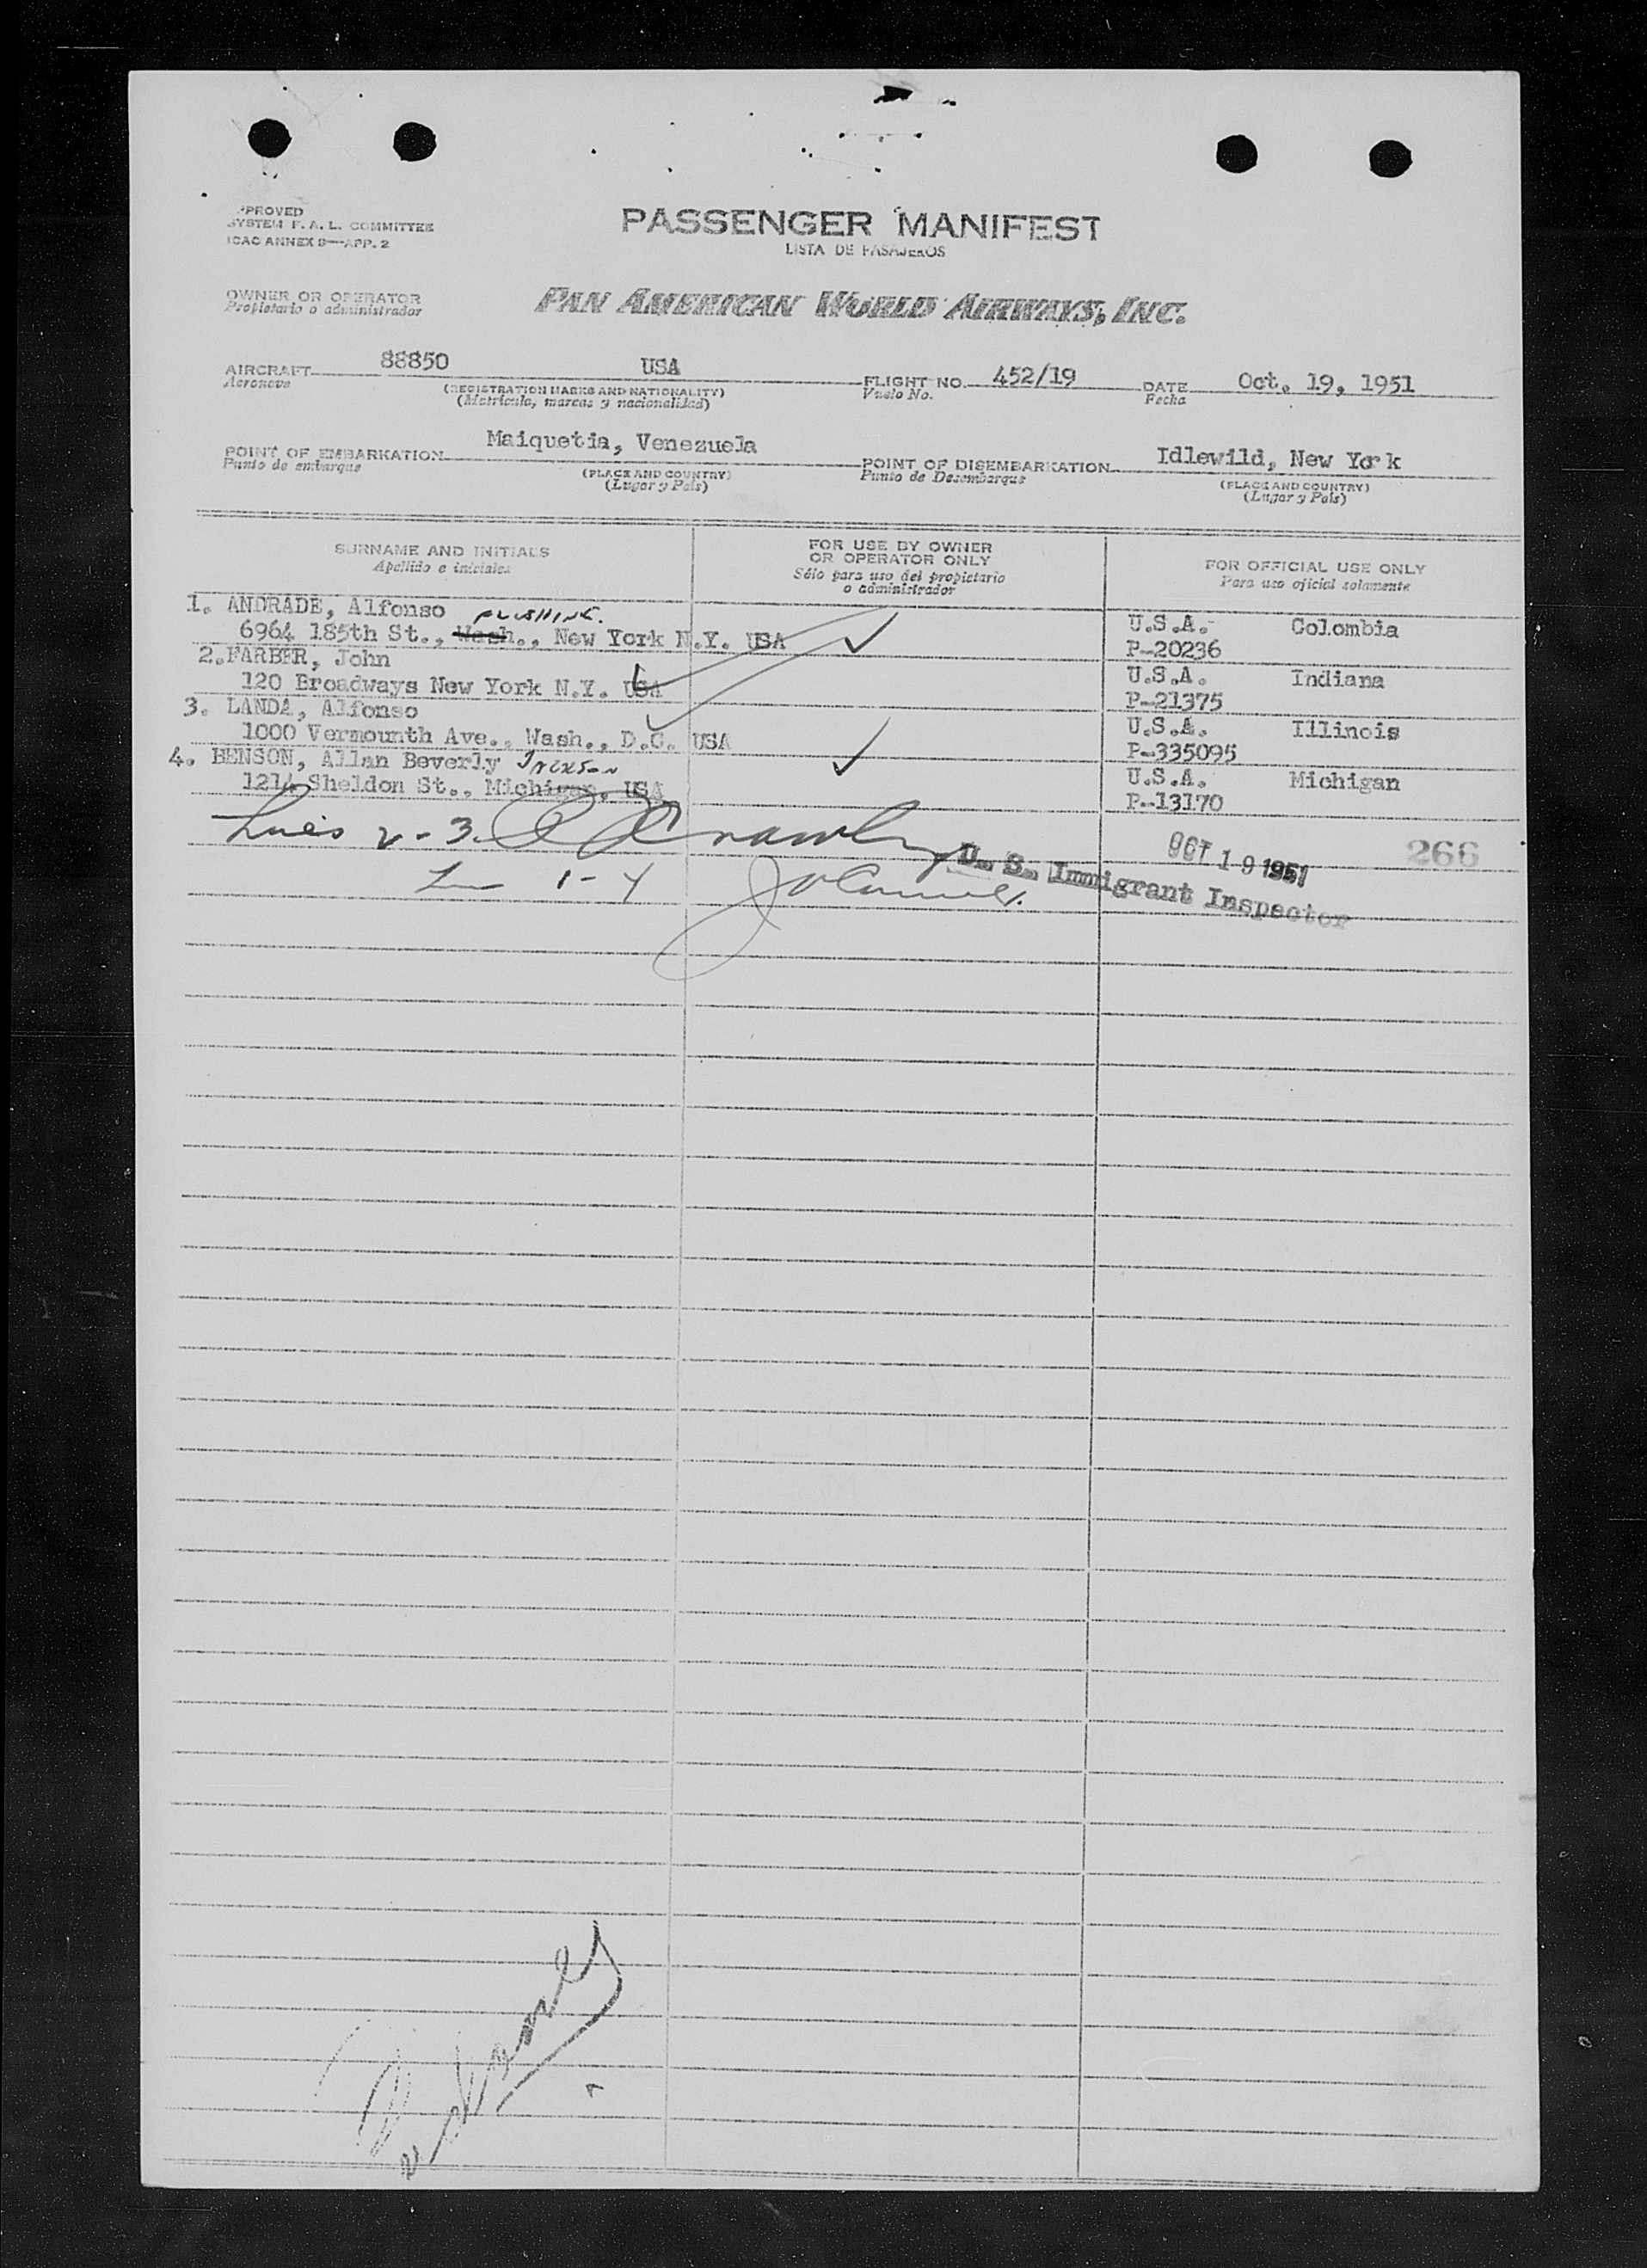 PPROVED
SYSTEM F. A. L. COMMITTEE
ICAO ANNEX 9—APP. 2
PASSENGER MANIFEST
LISTA DE PASAJEROS
OWNER OR OPERATOR
Propietario o administrador
PAN AMERICAN WORLD AIRWAYS, INC.
AIRCRAFT 88850 USA
Aeronave
(REGISTRATION MARKS AND NATIONALITY)
(Matrícula, marcas y nacionalidad)
FLIGHT NO. 452/19
Vuelo No.
DATE Oct. 19, 1951
Fecha
POINT OF EMBARKATION Maiquetia, Venezuela
Punto de embarque
(PLACE AND COUNTRY)
(Lugar y País)
POINT OF DISEMBARKATION Idlewild, New York
Punto de Desembarque
(PLACE AND COUNTRY)
(Lugar y País)
SURNAME AND INITIALS
Apellido e iniciales
FOR USE BY OWNER
OR OPERATOR ONLY
Sólo para uso del propietario
o administrador
FOR OFFICIAL USE ONLY
Para uso oficial solamente
1. ANDRADE, Alfonso FLUSHING. U.S.A. Colombia
6964 185th St., Wash., New York N.Y. USA P-20236
2.FARBER, John U.S.A. Indiana
120 Broadways New York N.Y. USA P-21375
3. LANDA, Alfonso U.S.A. Illinois
1000 Vermounth Ave., Wash., D.C. USA P-335095
4. BENSON, Allan Beverly U.S.A. Michigan
1214 Sheldon St., Michigan, USA P-13170
Lines 2-3
OCT 19 1951 266
1-4
U. S. Immigrant Inspector